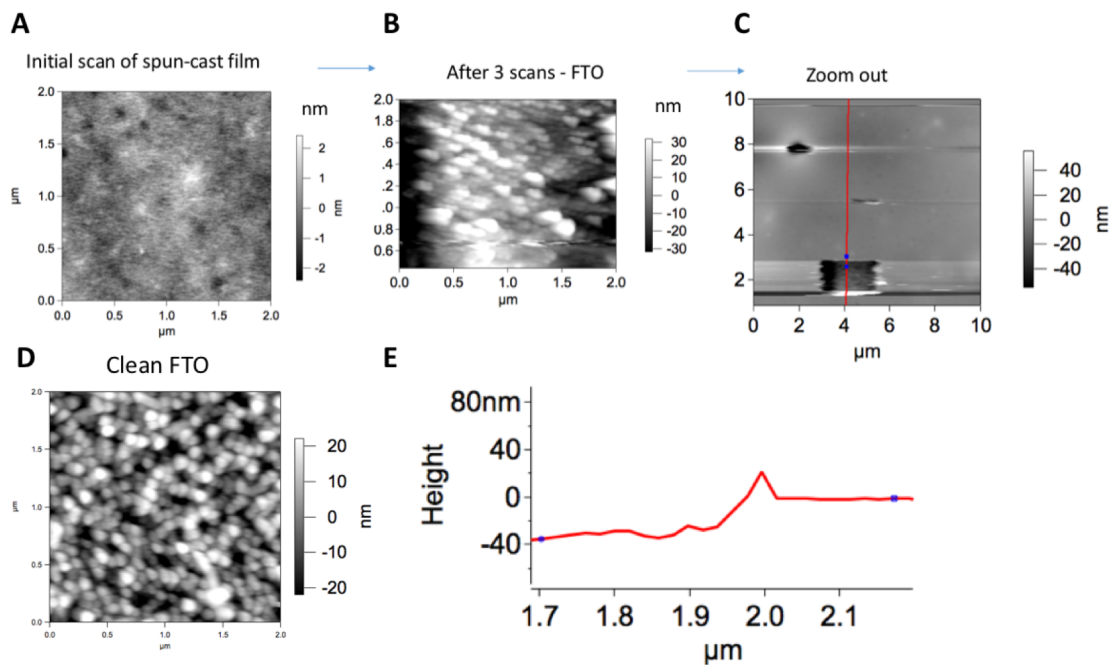 A
Initial scan of spun-cast film
2.0
1.5
1.0
0.5
0.0
µm
0.0 0.5 1.0 1.5 2.0
µm
nm
2
1
0
-1
-2
nm
B
After 3 scans - FTO
2.0
.8
.6
.4
.2
.0
0.8
0.6
0.0 0.5 1.0 1.5 2.0
µm
nm
30
20
10
0
-10
-20
-30
C
Zoom out
10
8
6
4
2
0 2 4 6 8 10
µm
40
20
0
-20
-40
nm
D
Clean FTO
2.0
1.5
1.0
0.5
0.0
µm
0.0 0.5 1.0 1.5 2.0
µm
20
10
0
-10
-20
nm
E
80nm
40
0
-40
Height
1.7 1.8 1.9 2.0 2.1
µm